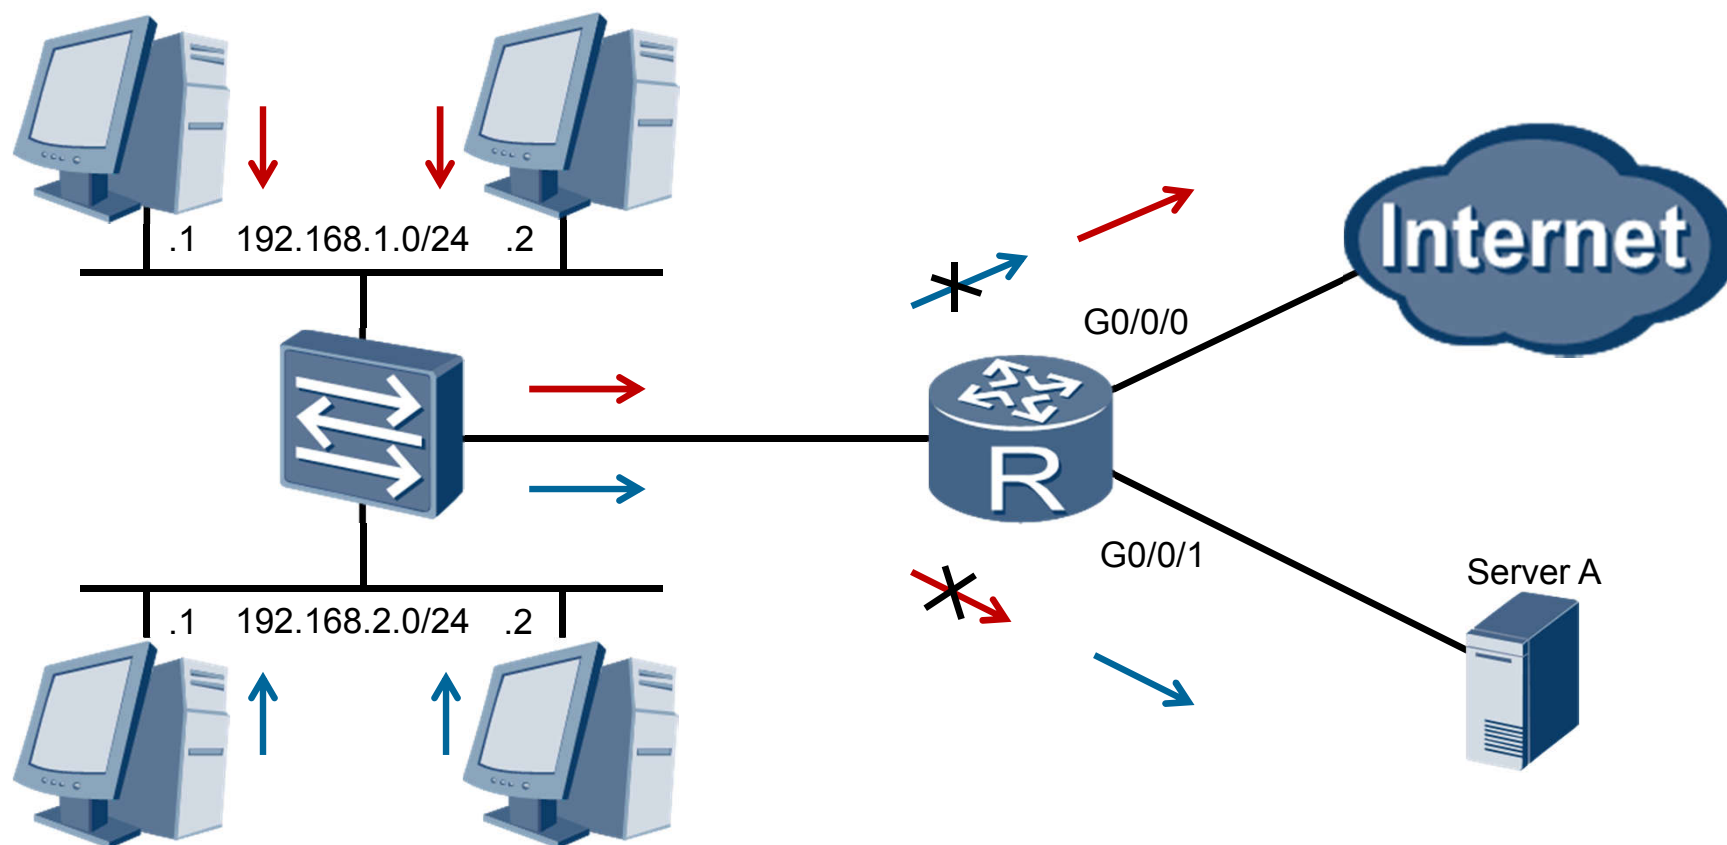 .1 192.168.1.0/24 .2
Internet
G0/0/0
R
G0/0/1
Server A
.1 192.168.2.0/24 .2